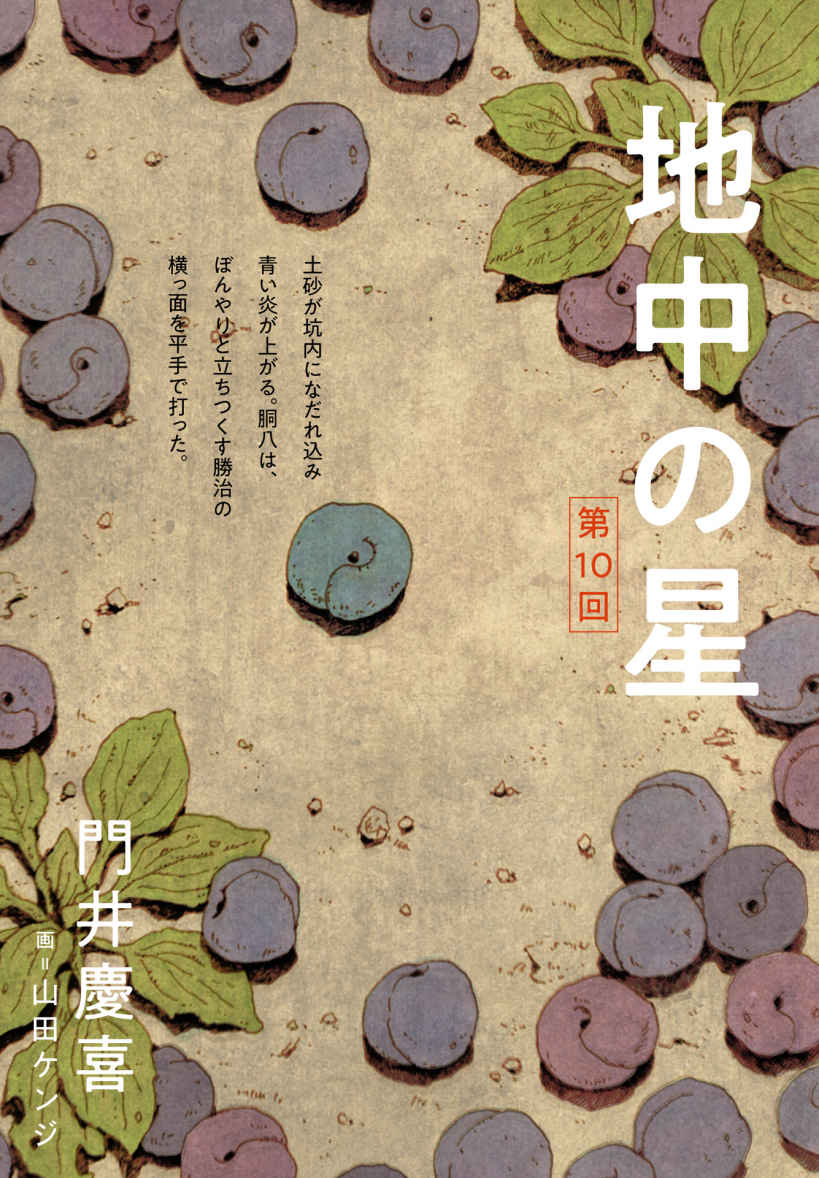 地中の星
第10回
土砂が坑内になだれ込み
青い炎が上がる。胴八は、
ぼんやりと立ちつくす勝治の
横っ面を平手で打った。
門井慶喜
画=山田ケンジ